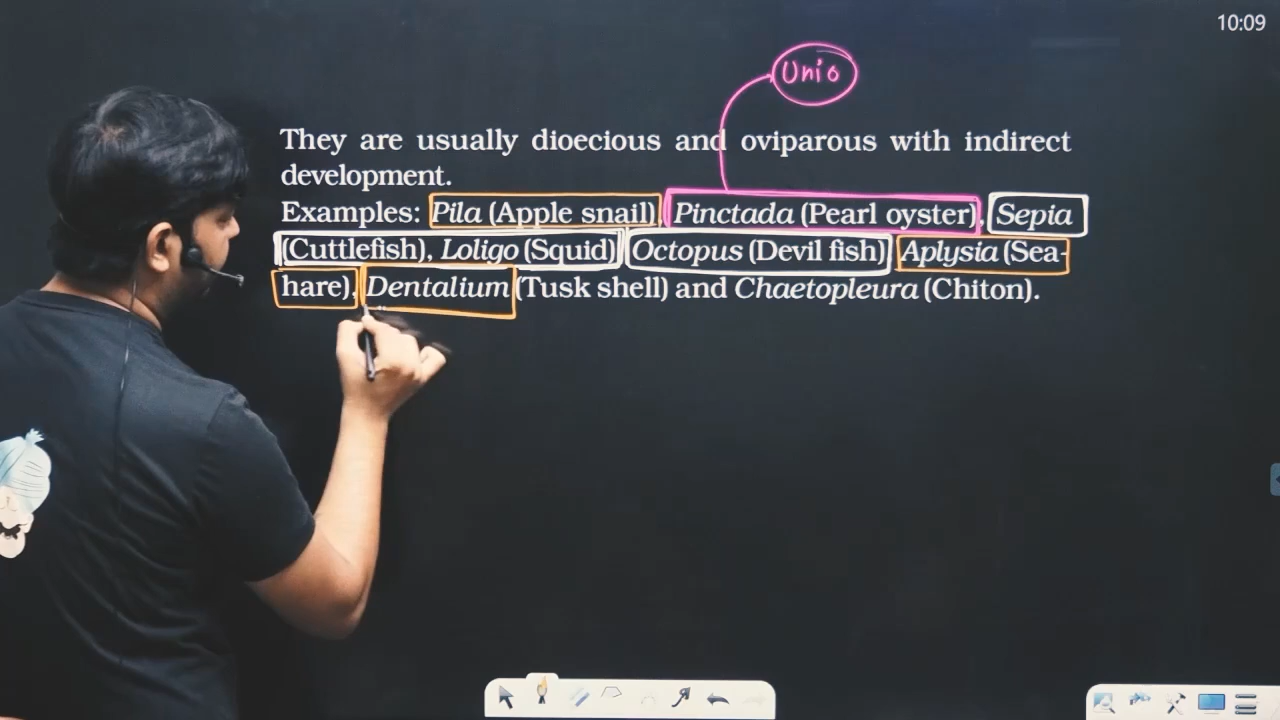 10:09
Unio
They are usually dioecious and oviparous with indirect
development.
Examples: Pila (Apple snail), Pinctada (Pearl oyster), Sepia
(Cuttlefish), Loligo (Squid), Octopus (Devil fish), Aplysia (Sea-
hare), Dentalium (Tusk shell) and Chaetopleura (Chiton).